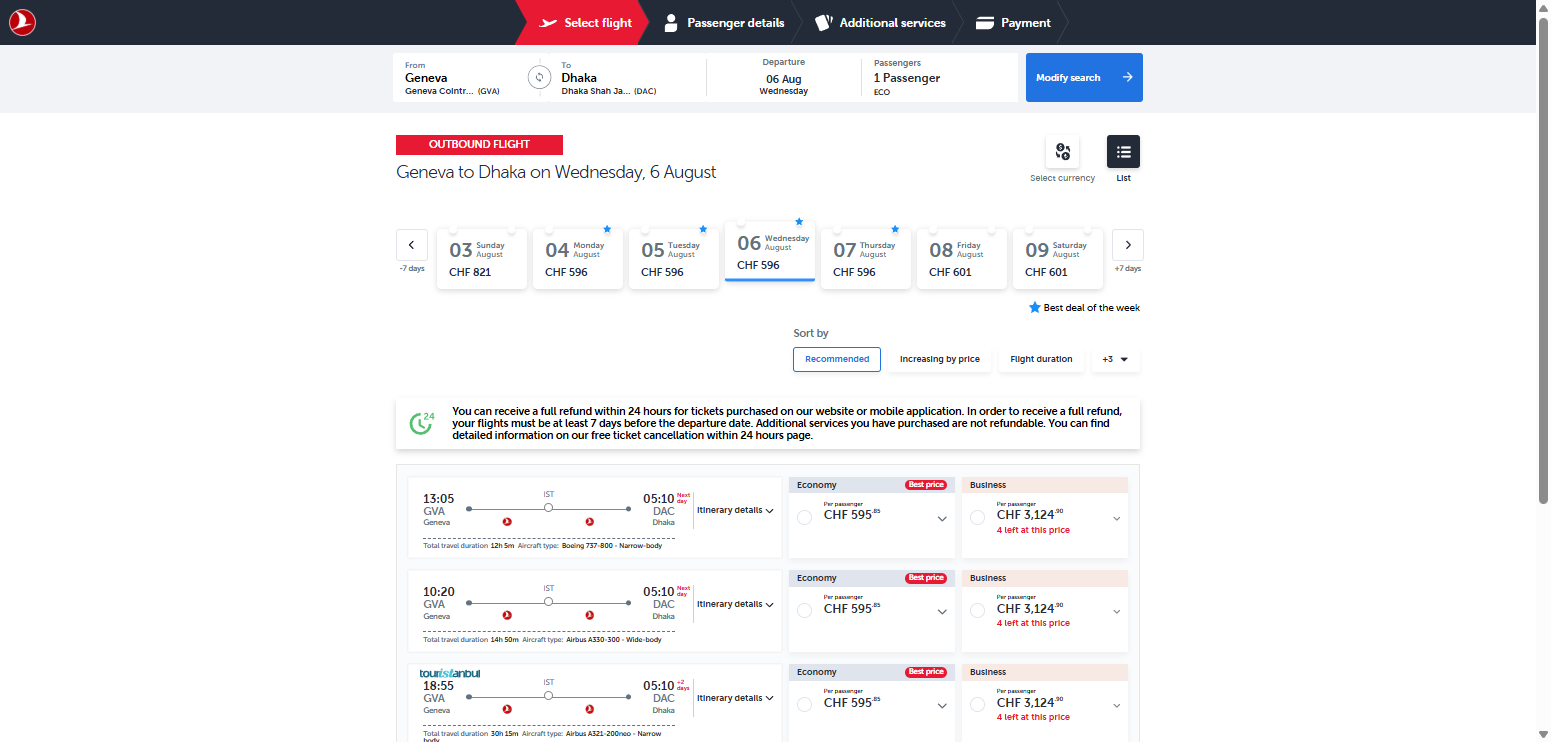 Select flight
Passenger details
Additional services
Payment
From
Geneva
Geneva Cointr... (GVA)
To
Dhaka
Dhaka Shah Ja... (DAC)
Departure
06 Aug
Wednesday
Passengers
1 Passenger
ECO
Modify search
OUTBOUND FLIGHT
Geneva to Dhaka on Wednesday, 6 August
Select currency
List
-7 days
03 Sunday August
CHF 821
04 Monday August
CHF 596
05 Tuesday August
CHF 596
06 Wednesday August
CHF 596
07 Thursday August
CHF 596
08 Friday August
CHF 601
09 Saturday August
CHF 601
+7 days
Best deal of the week
Sort by
Recommended
Increasing by price
Flight duration
+3
24
You can receive a full refund within 24 hours for tickets purchased on our website or mobile application. In order to receive a full refund,
your flights must be at least 7 days before the departure date. Additional services you have purchased are not refundable. You can find
detailed information on our free ticket cancellation within 24 hours page.
13:05
GVA
Geneva
IST
05:10 Next day
DAC
Dhaka
Itinerary details
Total travel duration 12h 5m Aircraft type: Boeing 737-800 - Narrow-body
Economy
Best price
Per passenger
CHF 595.85
Business
Per passenger
CHF 3,124.90
4 left at this price
10:20
GVA
Geneva
IST
05:10 Next day
DAC
Dhaka
Itinerary details
Total travel duration 14h 50m Aircraft type: Airbus A330-300 - Wide-body
Economy
Best price
Per passenger
CHF 595.85
Business
Per passenger
CHF 3,124.90
4 left at this price
touristanbul
18:55
GVA
Geneva
IST
05:10 +2 days
DAC
Dhaka
Itinerary details
Total travel duration 30h 15m Aircraft type: Airbus A321-200neo - Narrow
body
Economy
Best price
Per passenger
CHF 595.85
Business
Per passenger
CHF 3,124.90
4 left at this price